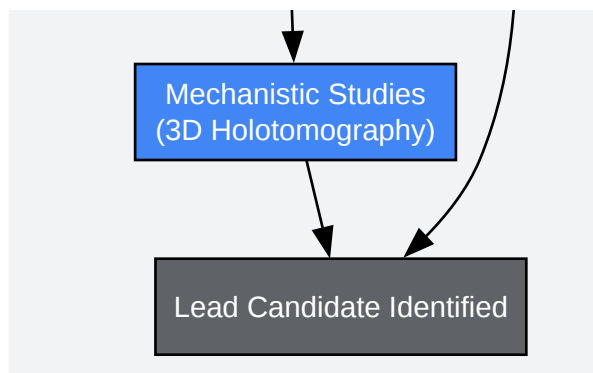 Mechanistic Studies
(3D Holotomography)
Lead Candidate Identified